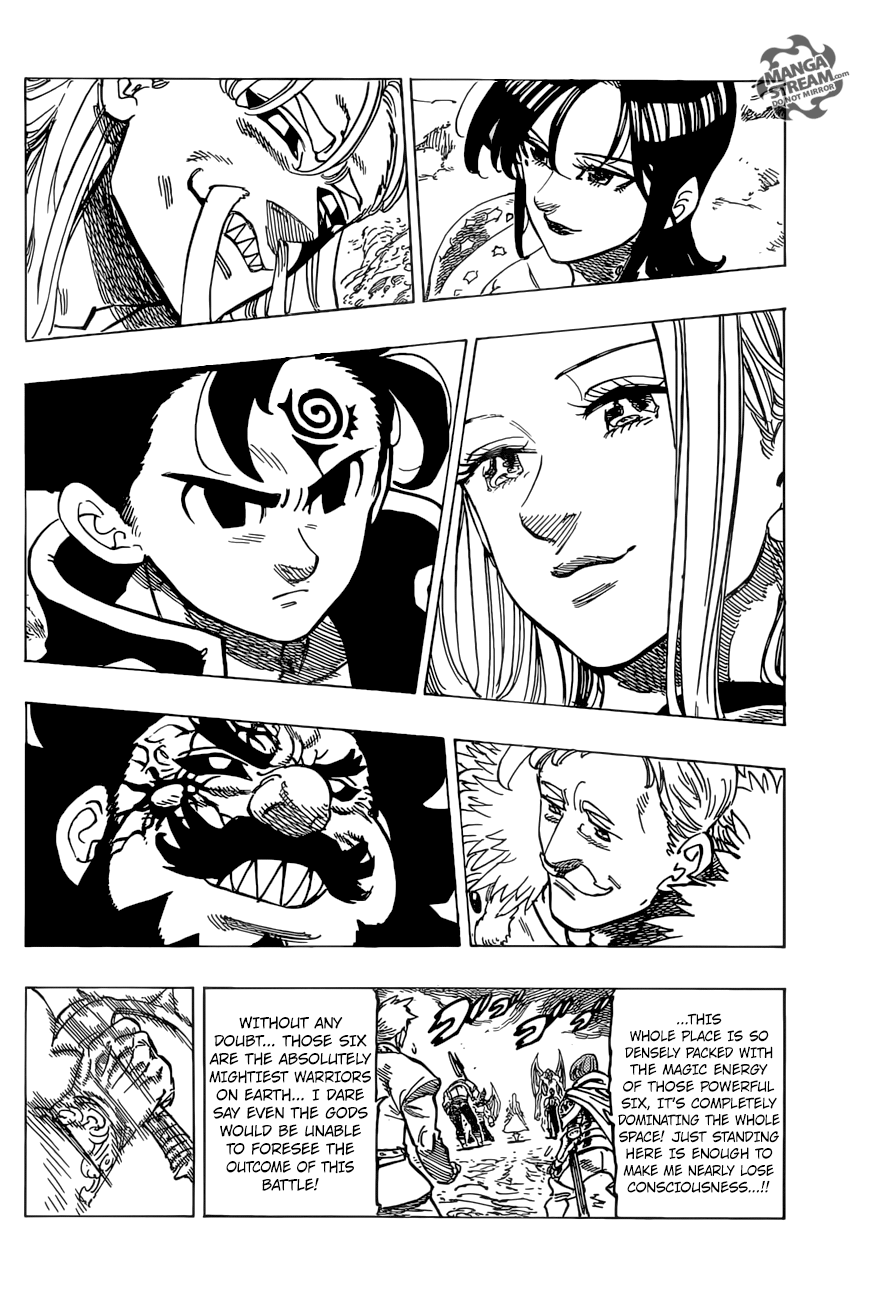 MANGA
STREAM.com
DO NOT MIRROR
...THIS
WHOLE PLACE IS SO
DENSELY PACKED WITH
THE MAGIC ENERGY
OF THOSE POWERFUL
SIX, IT'S COMPLETELY
DOMINATING THE WHOLE
SPACE! JUST STANDING
HERE IS ENOUGH TO
MAKE ME NEARLY LOSE
CONSCIOUSNESS...!!
WITHOUT ANY
DOUBT... THOSE SIX
ARE THE ABSOLUTELY
MIGHTIEST WARRIORS
ON EARTH... I DARE
SAY EVEN THE GODS
WOULD BE UNABLE
TO FORESEE THE
OUTCOME OF THIS
BATTLE!